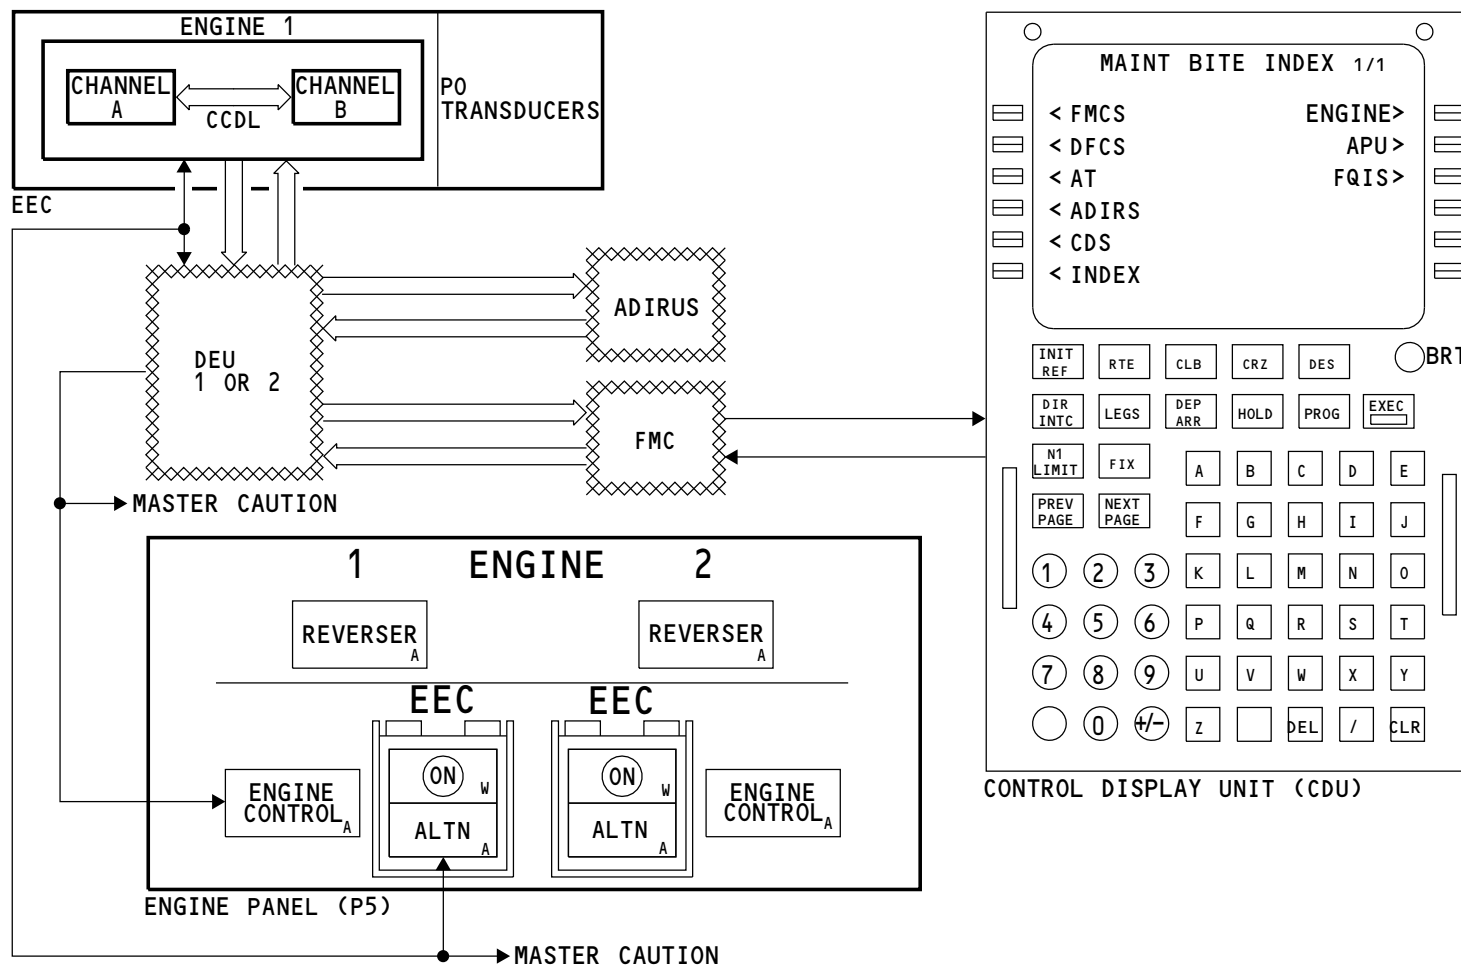 ENGINE 1
CHANNEL
A
CCDL
CHANNEL
B
PO
TRANSDUCERS
EEC
DEU
1 OR 2
ADIRUS
FMC
MASTER CAUTION
1 ENGINE 2
REVERSER
A
REVERSER
A
EEC EEC
ENGINE
CONTROL
A
ON
W
ALTN
A
ON
W
ALTN
A
ENGINE
CONTROL
A
ENGINE PANEL (P5)
MASTER CAUTION
MAINT BITE INDEX 1/1
< FMCS ENGINE>
< DFCS APU>
< AT FQIS>
< ADIRS
< CDS
< INDEX
INIT
REF
RTE
CLB
CRZ
DES
BRT
DIR
INTC
LEGS
DEP
ARR
HOLD
PROG
EXEC
N1
LIMIT
FIX
PREV
PAGE
NEXT
PAGE
A B C D E
F G H I J
1 2 3 K L M N O
4 5 6 P Q R S T
7 8 9 U V W X Y
0 +/- Z DEL / CLR
CONTROL DISPLAY UNIT (CDU)